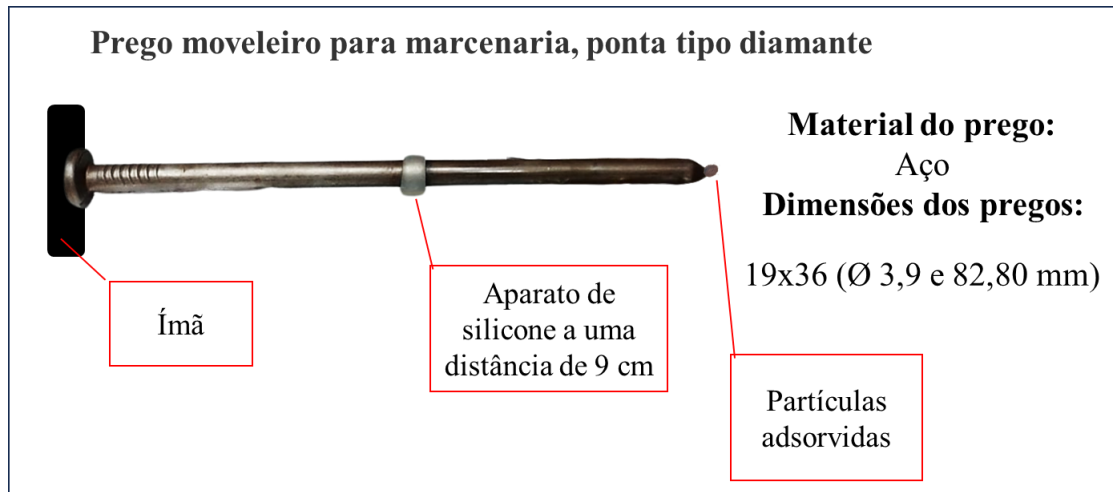 Prego moveleiro para marcenaria, ponta tipo diamante
Material do prego:
Aço
Dimensões dos pregos:
19x36 (Ø 3,9 e 82,80 mm)
Ímã
Aparato de
silicone a uma
distância de 9 cm
Partículas
adsorvidas